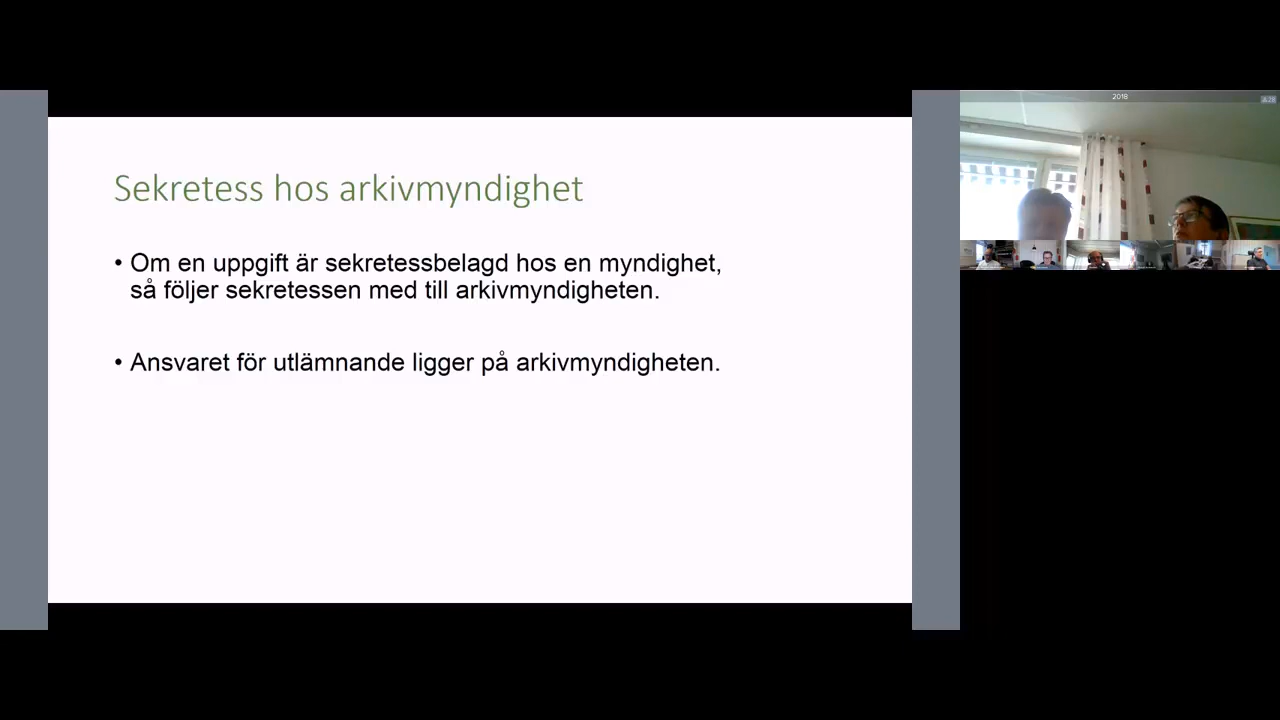 Sekretess hos arkivmyndighet
• Om en uppgift är sekretessbelagd hos en myndighet,
så följer sekretessen med till arkivmyndigheten.
• Ansvaret för utlämnande ligger på arkivmyndigheten.
2018